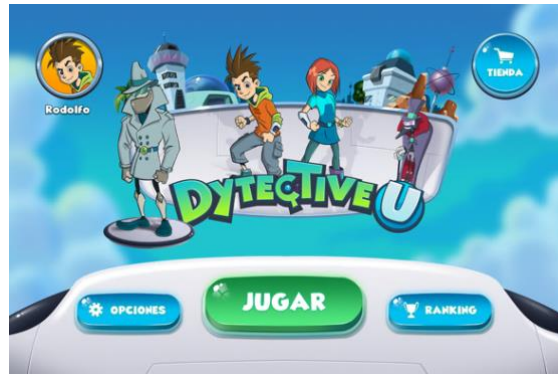 Rodolfo
TIENDA
DYTECTIVE U
JUGAR
OPCIONES
RANKING